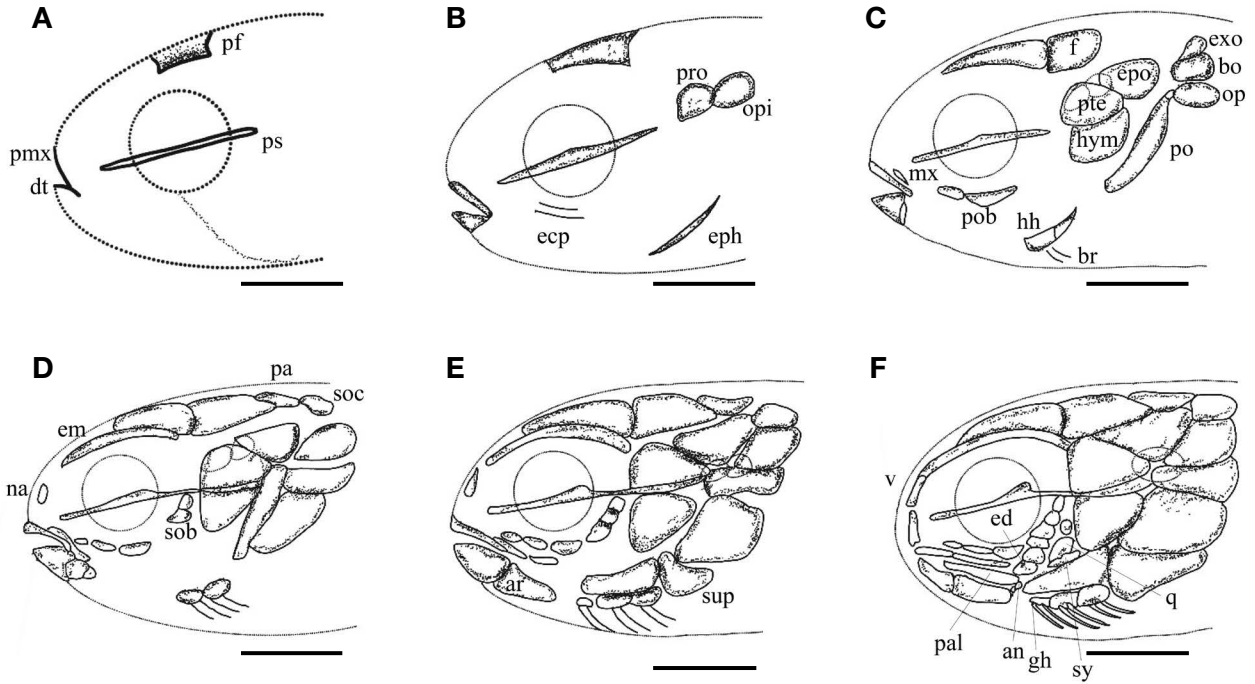 A
pf
ps
pmx
dt
B
pro
opi
ecp
eph
C
f
exo
bo
op
epo
pte
hym
po
mx
pob
hh
br
D
pa
soc
em
na
sob
E
ar
sup
F
v
ed
q
pal
an
gh
sy